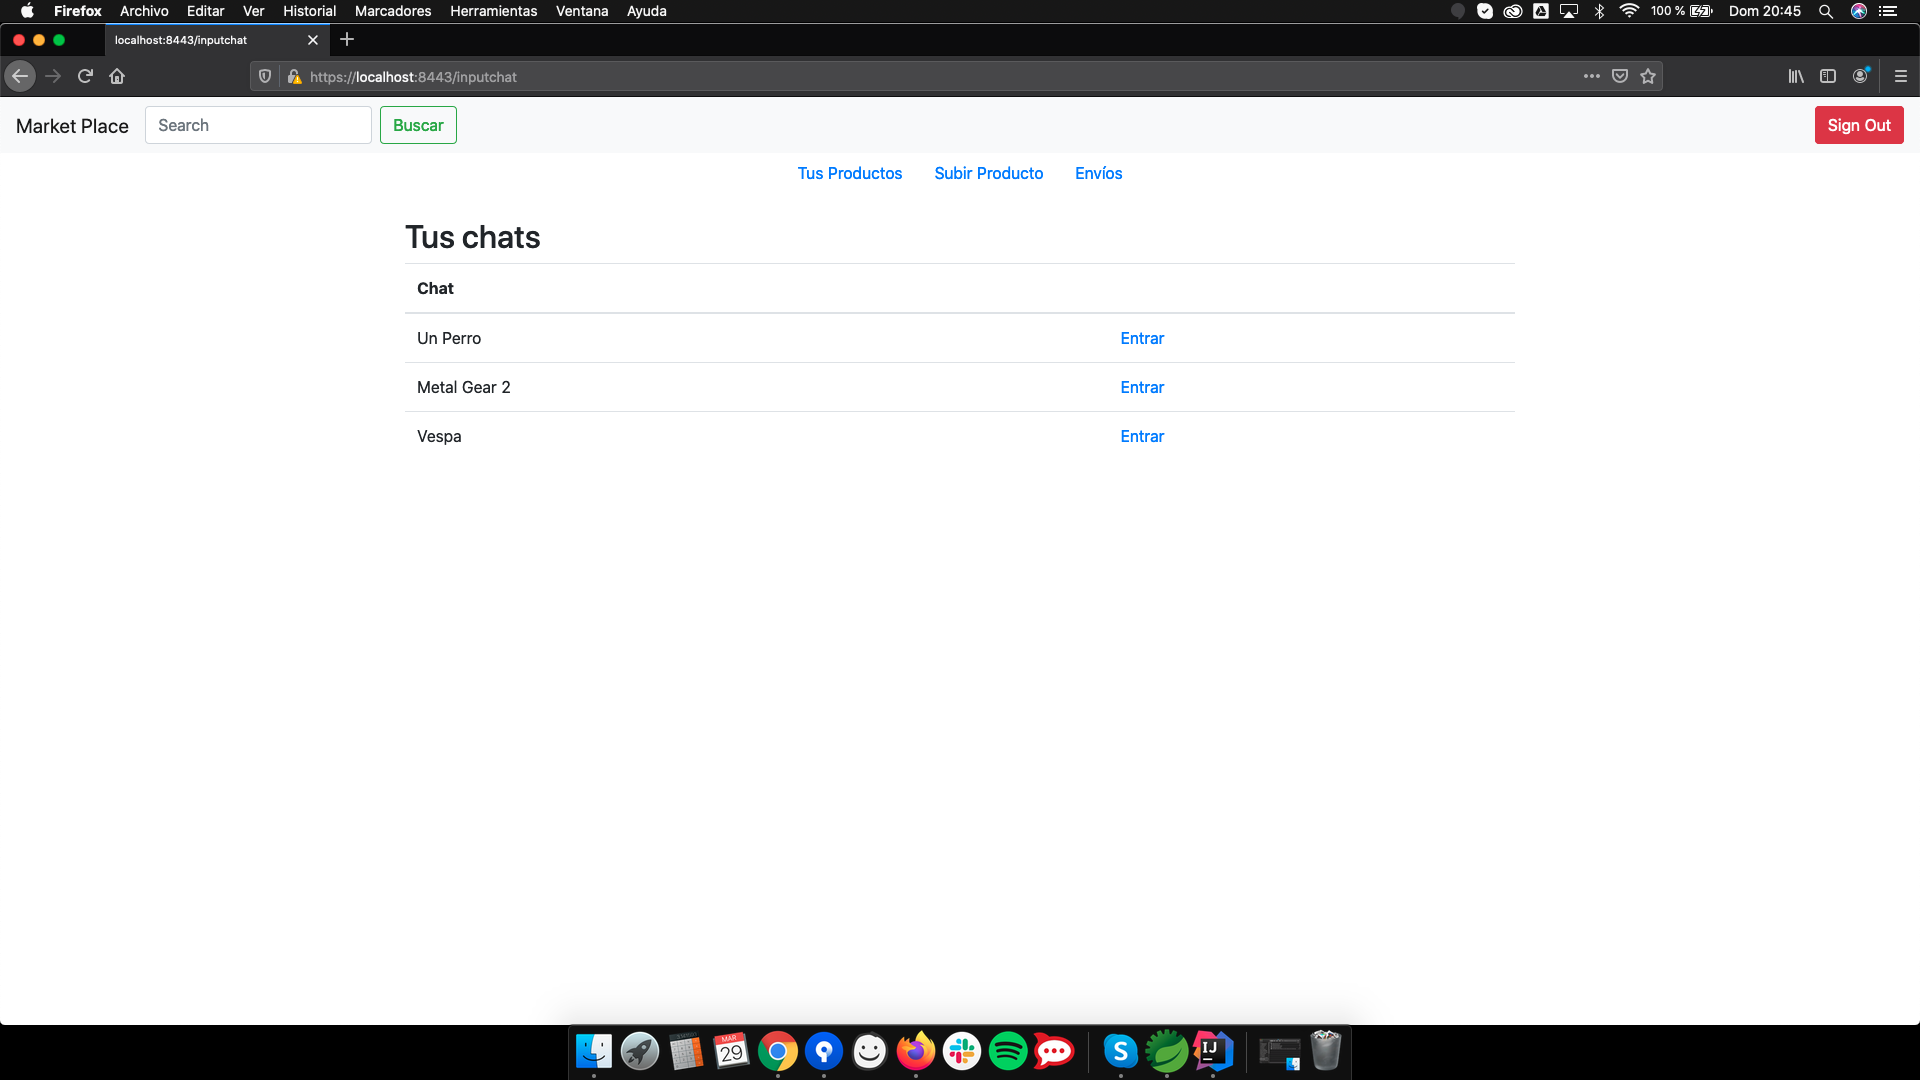 Firefox Archivo Editar Ver Historial Marcadores Herramientas Ventana Ayuda 100 % Dom 20:45
localhost:8443/inputchat
https://localhost:8443/inputchat
Market Place Search Buscar Sign Out
Tus Productos Subir Producto Envíos
Tus chats
Chat
Un Perro Entrar
Metal Gear 2 Entrar
Vespa Entrar
MAR
29
S
IJ